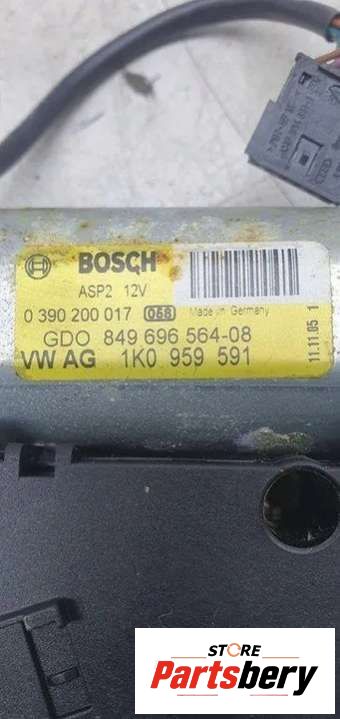 BOSCH
ASP2 12V
0 390 200 017 058 Made in Germany
GDO 849 696 564-08
VW AG 1K0 959 591
11.11.05 1
STORE
Partsbery